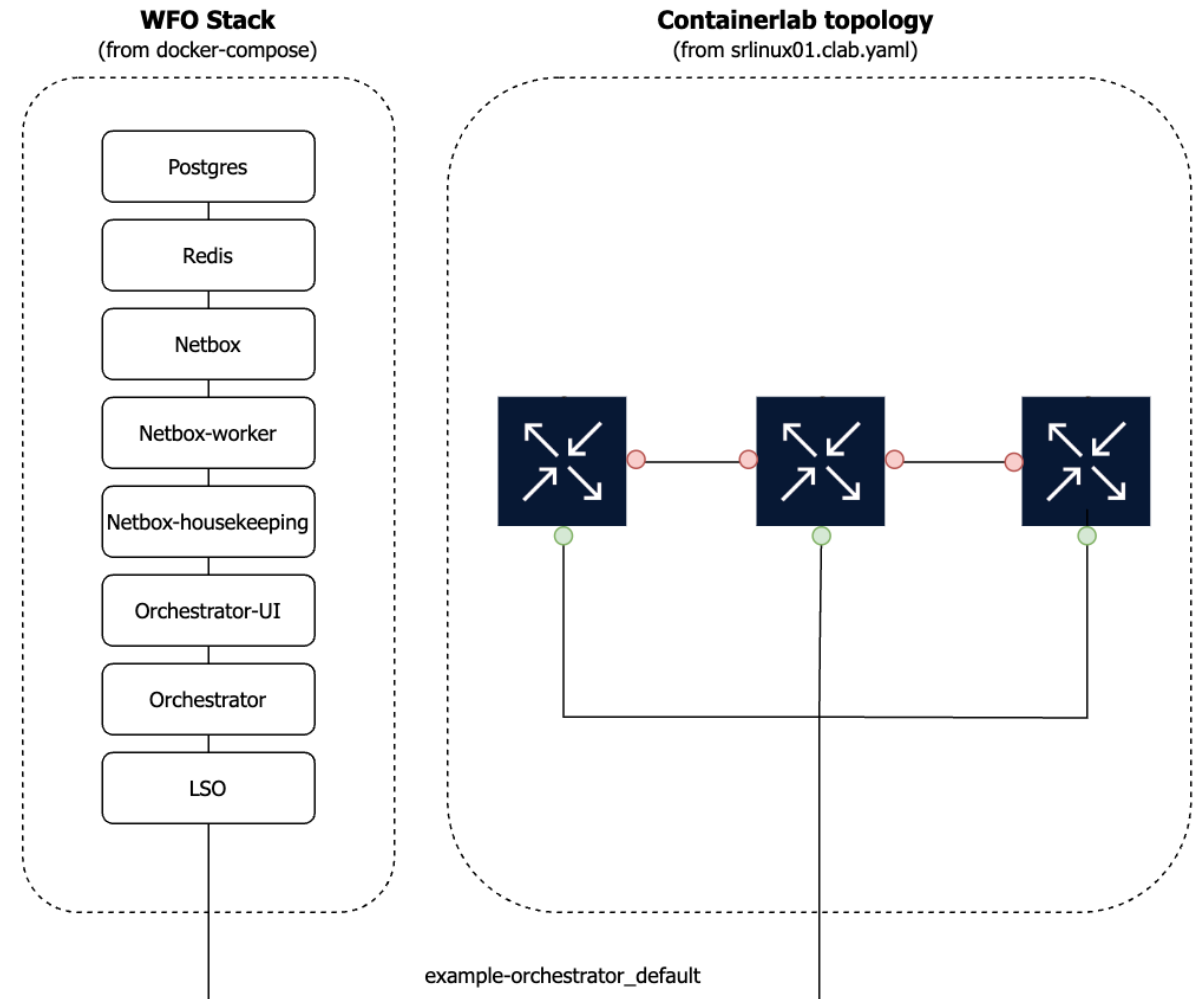 WFO Stack
(from docker-compose)
Postgres
Redis
Netbox
Netbox-worker
Netbox-housekeeping
Orchestrator-UI
Orchestrator
LSO
Containerlab topology
(from srlinux01.clab.yaml)
example-orchestrator_default